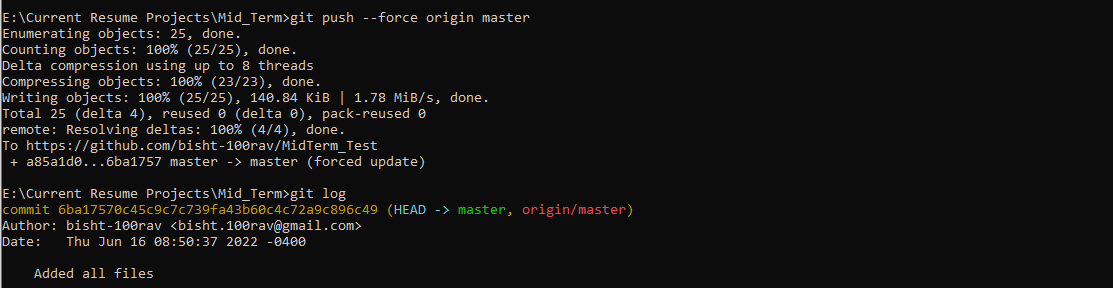 E:\Current Resume Projects\Mid_Term>git push --force origin master
Enumerating objects: 25, done.
Counting objects: 100% (25/25), done.
Delta compression using up to 8 threads
Compressing objects: 100% (23/23), done.
Writing objects: 100% (25/25), 140.84 KiB | 1.78 MiB/s, done.
Total 25 (delta 4), reused 0 (delta 0), pack-reused 0
remote: Resolving deltas: 100% (4/4), done.
To https://github.com/bisht-100rav/MidTerm_Test
 + a85a1d0...6ba1757 master -> master (forced update)
E:\Current Resume Projects\Mid_Term>git log
commit 6ba17570c45c9c7c739fa43b60c4c72a9c896c49 (HEAD -> master, origin/master)
Author: bisht-100rav <bisht.100rav@gmail.com>
Date:   Thu Jun 16 08:50:37 2022 -0400
    Added all files